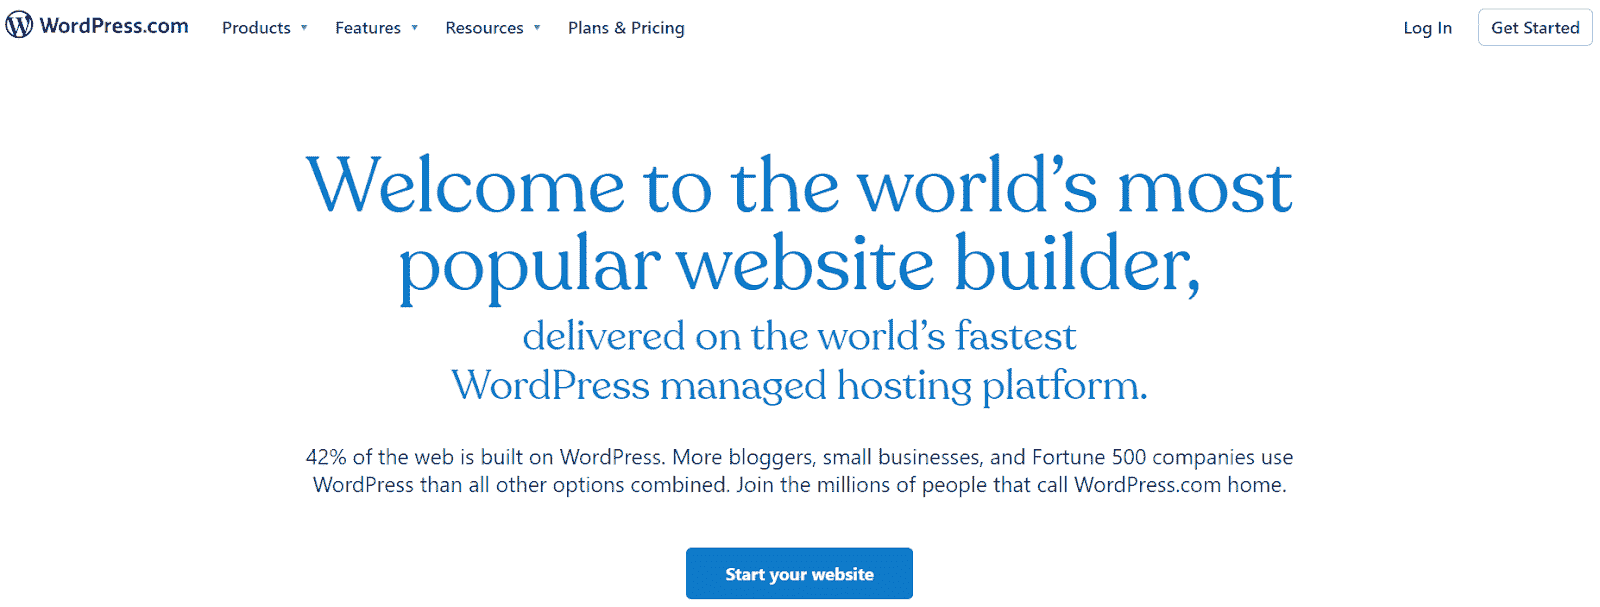 WordPress.com Products Features Resources Plans & Pricing Log In Get Started
Welcome to the world’s most
popular website builder,
delivered on the world’s fastest
WordPress managed hosting platform.
42% of the web is built on WordPress. More bloggers, small businesses, and Fortune 500 companies use
WordPress than all other options combined. Join the millions of people that call WordPress.com home.
Start your website